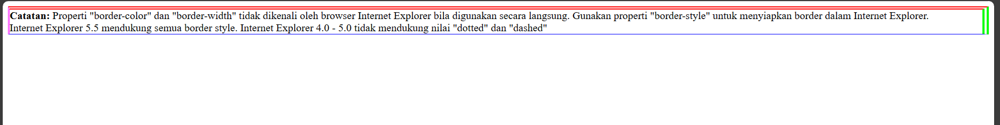 Catatan: Properti "border-color" dan "border-width" tidak dikenali oleh browser Internet Explorer bila digunakan secara langsung. Gunakan properti "border-style" untuk menyiapkan border dalam Internet Explorer.
Internet Explorer 5.5 mendukung semua border style. Internet Explorer 4.0 - 5.0 tidak mendukung nilai "dotted" dan "dashed"